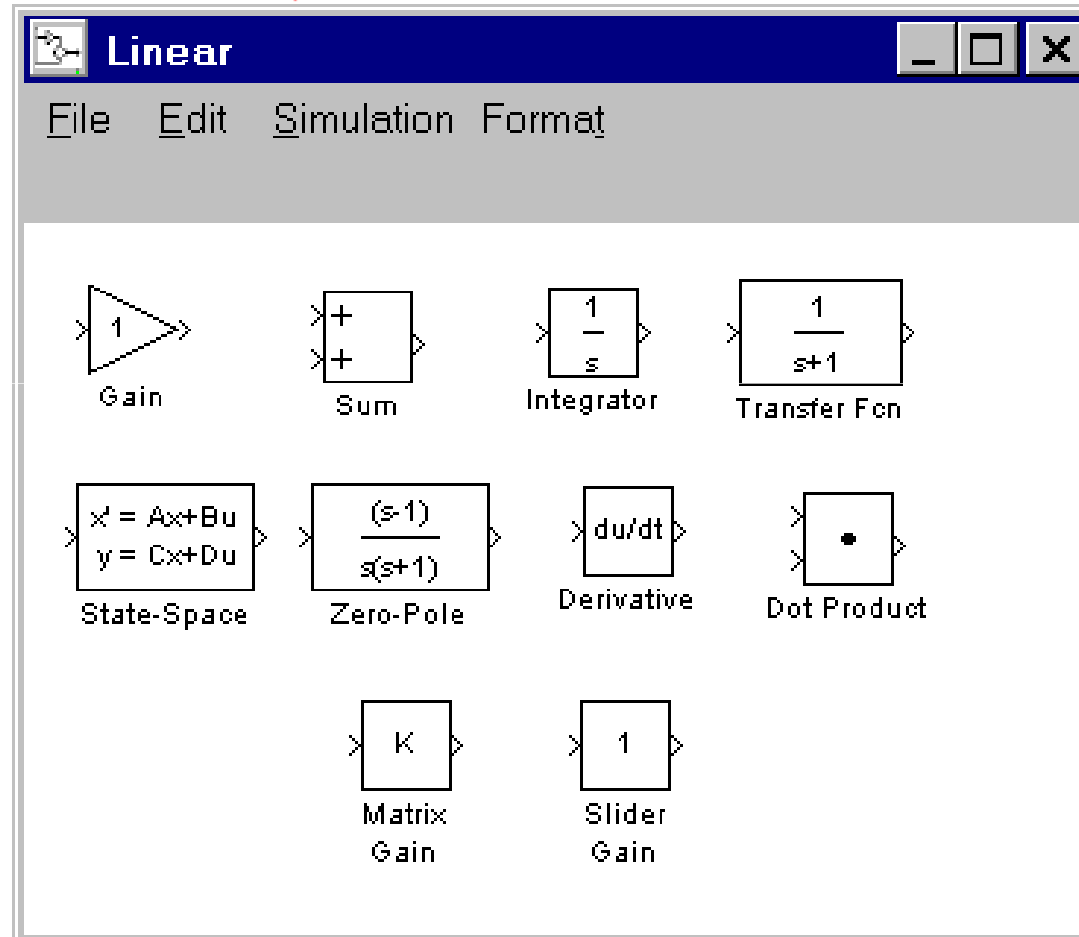 Linear
File Edit Simulation Format
1
Gain
+
+
Sum
1
s
Integrator
1
s+1
Transfer Fcn
x' = Ax+Bu
y = Cx+Du
State-Space
(s-1)
s(s+1)
Zero-Pole
du/dt
Derivative
Dot Product
K
Matrix
Gain
1
Slider
Gain